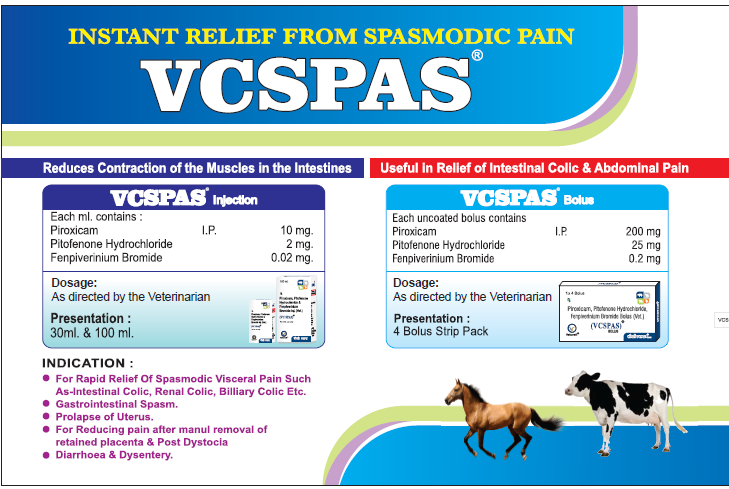 INSTANT RELIEF FROM SPASMODIC PAIN
VCSPAS®
Reduces Contraction of the Muscles in the Intestines
VCSPAS® Injection
Each ml. contains :
Piroxicam I.P. 10 mg.
Pitofenone Hydrochloride 2 mg.
Fenpiverinium Bromide 0.02 mg.
Dosage:
As directed by the Veterinarian
Presentation :
30ml. & 100 ml.
Useful in Relief of Intestinal Colic & Abdominal Pain
VCSPAS® Bolus
Each uncoated bolus contains
Piroxicam I.P. 200 mg
Pitofenone Hydrochloride 25 mg
Fenpiverinium Bromide 0.2 mg
Dosage:
As directed by the Veterinarian
Presentation :
4 Bolus Strip Pack
Piroxicam, Pitofenone Hydrochloride,
Fenpiverinium Bromide Bolus (Vet.)
(VCSPAS)®
BOLUS
VCS
INDICATION :
For Rapid Relief Of Spasmodic Visceral Pain Such
As-Intestinal Colic, Renal Colic, Billiary Colic Etc.
Gastrointestinal Spasm.
Prolapse of Uterus.
For Reducing pain after manul removal of
retained placenta & Post Dystocia
Diarrhoea & Dysentery.